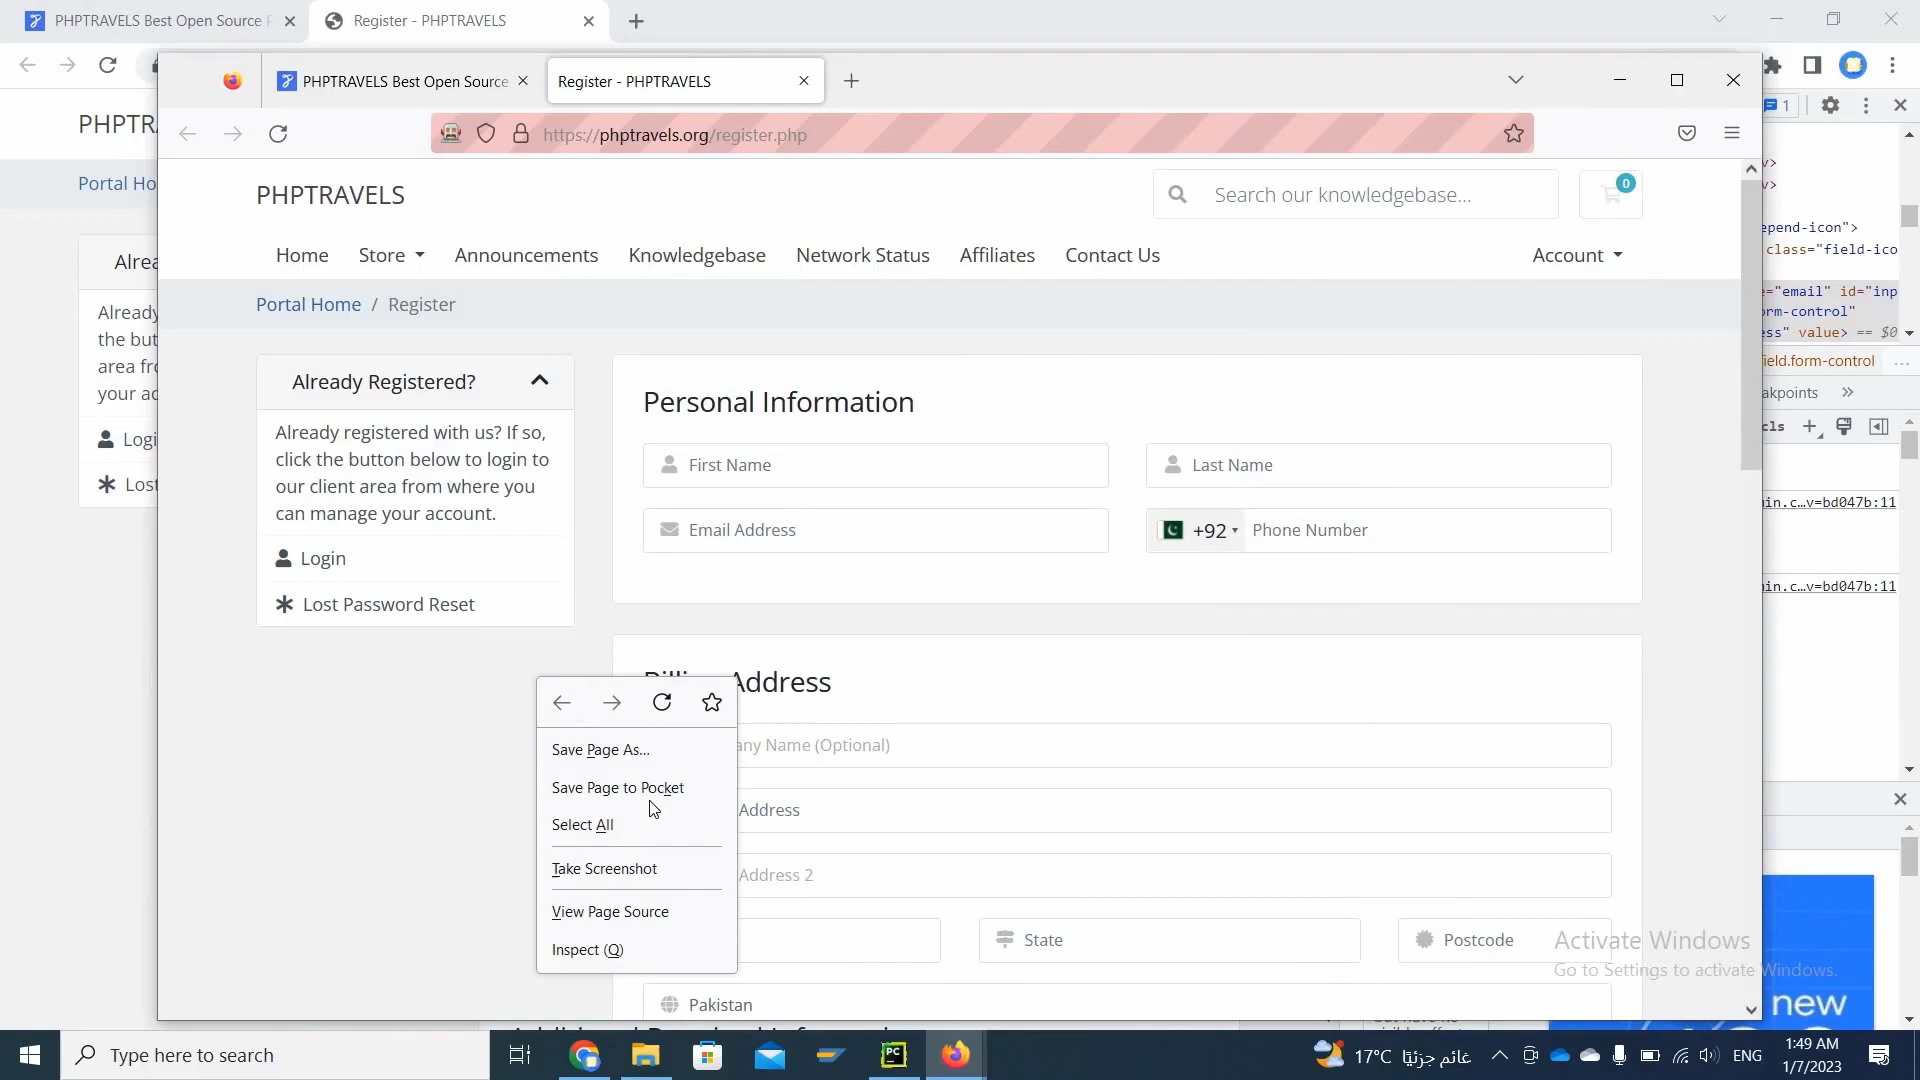 PHPTRAVELS Best Open Source
Register - PHPTRAVELS
1
PHPTRAVELS Best Open Source
Register - PHPTRAVELS
https://phptravels.org/register.php
PHPTRAVELS
Search our knowledgebase...
0
Home
Store
Announcements
Knowledgebase
Network Status
Affiliates
Contact Us
Account
Portal Home / Register
Already Registered?
Already registered with us? If so,
click the button below to login to
our client area from where you
can manage your account.
Login
Lost Password Reset
Personal Information
First Name
Last Name
Email Address
+92
Phone Number
Address
Save Page As...
Save Page to Pocket
Select All
Take Screenshot
View Page Source
Inspect (Q)
any Name (Optional)
Address
Address 2
State
Postcode
Pakistan
PHPTRA
Portal Ho
Alrea
Already
the but
area fro
your ac
Logi
Lost
v>
v>
epend-icon">
class="field-ico
="email" id="inp
orm-control"
ess" value> == $0
ield.form-control
...
akpoints
cls
in.c…v=bd047b:11
in.c…v=bd047b:11
Activate Windows
Go to Settings to activate Windows.
new
Type here to search
PC
17°C غائم جزئيًا
ENG
1:49 AM
1/7/2023